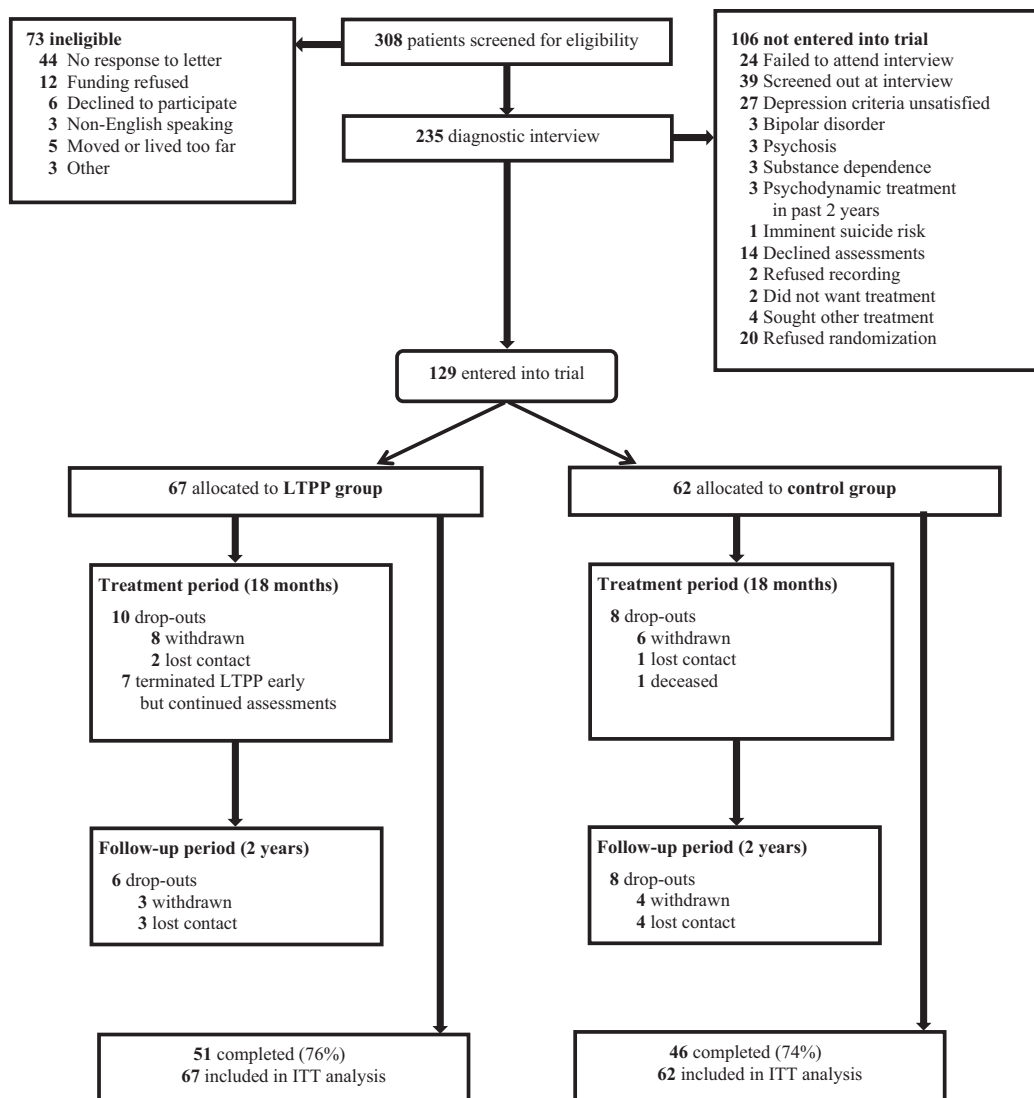 73 ineligible
44 No response to letter
12 Funding refused
6 Declined to participate
3 Non-English speaking
5 Moved or lived too far
3 Other
308 patients screened for eligibility
235 diagnostic interview
106 not entered into trial
24 Failed to attend interview
39 Screened out at interview
27 Depression criteria unsatisfied
3 Bipolar disorder
3 Psychosis
3 Substance dependence
3 Psychodynamic treatment
in past 2 years
1 Imminent suicide risk
14 Declined assessments
2 Refused recording
2 Did not want treatment
4 Sought other treatment
20 Refused randomization
129 entered into trial
67 allocated to LTPP group
Treatment period (18 months)
10 drop-outs
8 withdrawn
2 lost contact
7 terminated LTPP early
but continued assessments
Follow-up period (2 years)
6 drop-outs
3 withdrawn
3 lost contact
51 completed (76%)
67 included in ITT analysis
62 allocated to control group
Treatment period (18 months)
8 drop-outs
6 withdrawn
1 lost contact
1 deceased
Follow-up period (2 years)
8 drop-outs
4 withdrawn
4 lost contact
46 completed (74%)
62 included in ITT analysis